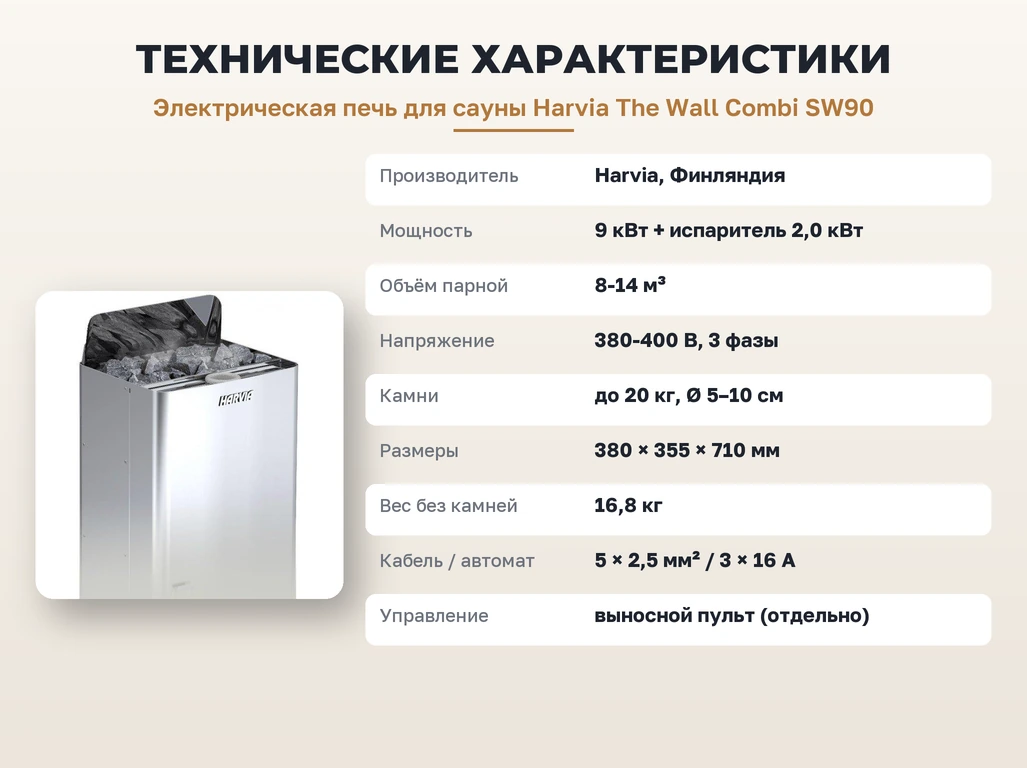 ТЕХНИЧЕСКИЕ ХАРАКТЕРИСТИКИ
Электрическая печь для сауны Harvia The Wall Combi SW90
Производитель Harvia, Финляндия
Мощность 9 кВт + испаритель 2,0 кВт
Объём парной 8-14 м³
Напряжение 380-400 В, 3 фазы
Камни до 20 кг, Ø 5–10 см
Размеры 380 × 355 × 710 мм
Вес без камней 16,8 кг
Кабель / автомат 5 × 2,5 мм² / 3 × 16 А
Управление выносной пульт (отдельно)
HARVIA